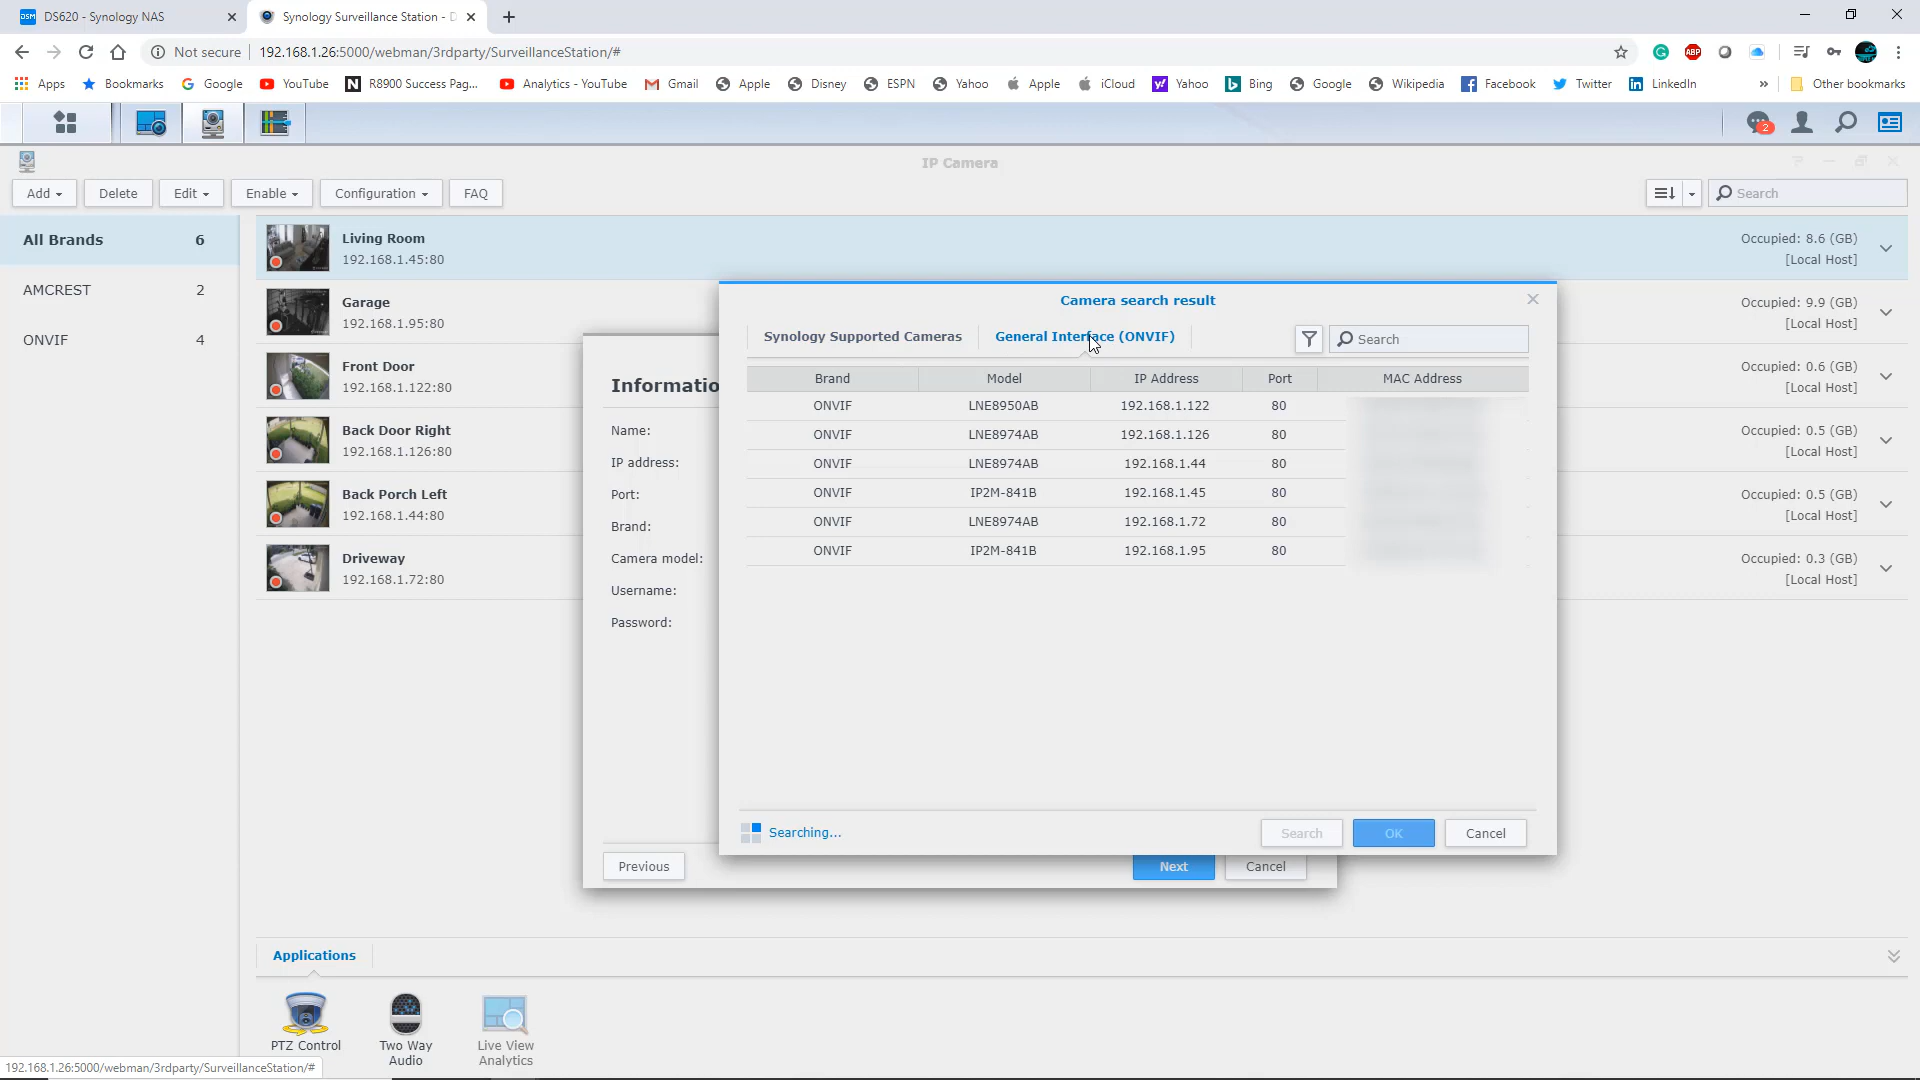 DS620 - Synology NAS
Synology Surveillance Station - D
Not secure
192.168.1.26:5000/webman/3rdparty/SurveillanceStation/#
ABP
Apps
Bookmarks
Google
YouTube
R8900 Success Pag...
Analytics - YouTube
Gmail
Apple
Disney
ESPN
Yahoo
Apple
iCloud
Yahoo
Bing
Google
Wikipedia
Facebook
Twitter
LinkedIn
»
Other bookmarks
2
IP Camera
Add
Delete
Edit
Enable
Configuration
FAQ
Search
All Brands 6
AMCREST 2
ONVIF 4
Living Room
192.168.1.45:80
Occupied: 8.6 (GB)
[Local Host]
Garage
192.168.1.95:80
Occupied: 9.9 (GB)
[Local Host]
Front Door
192.168.1.122:80
Occupied: 0.6 (GB)
[Local Host]
Back Door Right
192.168.1.126:80
Occupied: 0.5 (GB)
[Local Host]
Back Porch Left
192.168.1.44:80
Occupied: 0.5 (GB)
[Local Host]
Driveway
192.168.1.72:80
Occupied: 0.3 (GB)
[Local Host]
Informatio
Name:
IP address:
Port:
Brand:
Camera model:
Username:
Password:
Previous
Next
Cancel
Camera search result
Synology Supported Cameras
General Interface (ONVIF)
Search
Brand Model IP Address Port MAC Address
ONVIF LNE8950AB 192.168.1.122 80
ONVIF LNE8974AB 192.168.1.126 80
ONVIF LNE8974AB 192.168.1.44 80
ONVIF IP2M-841B 192.168.1.45 80
ONVIF LNE8974AB 192.168.1.72 80
ONVIF IP2M-841B 192.168.1.95 80
Searching...
Search
OK
Cancel
Applications
PTZ Control
Two Way
Audio
Live View
Analytics
192.168.1.26:5000/webman/3rdparty/SurveillanceStation/#